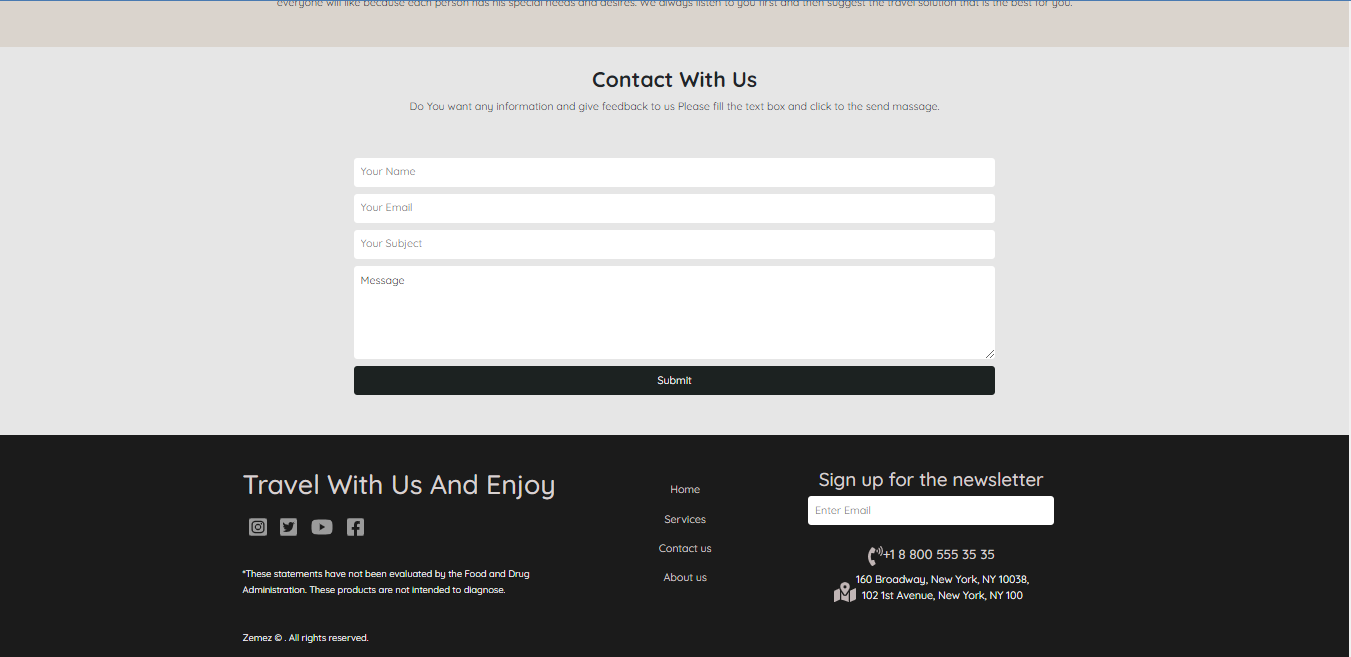 everyone will like because each person has his special needs and desires. We always listen to you first and then suggest the travel solution that is the best for you.
Contact With Us
Do You want any information and give feedback to us Please fill the text box and click to the send massage.
Your Name
Your Email
Your Subject
Message
Submit
Travel With Us And Enjoy
*These statements have not been evaluated by the Food and Drug
Administration. These products are not intended to diagnose.
Zemez © . All rights reserved.
Home
Services
Contact us
About us
Sign up for the newsletter
Enter Email
+1 8 800 555 35 35
160 Broadway, New York, NY 10038,
102 1st Avenue, New York, NY 100